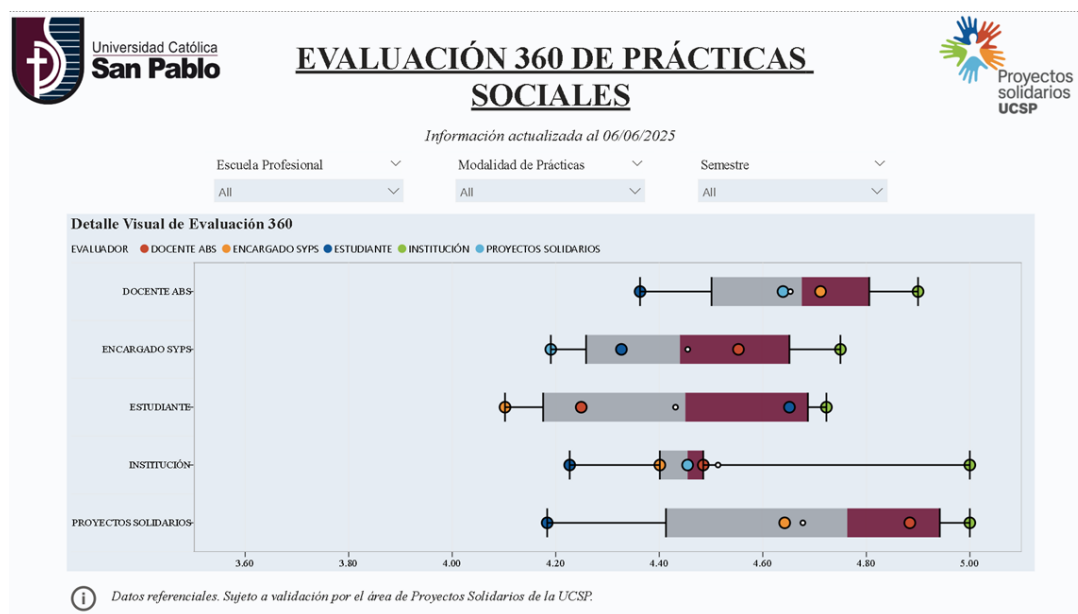 Universidad Católica
San Pablo
EVALUACIÓN 360 DE PRÁCTICAS
SOCIALES
Proyectos
solidarios
UCSP
Información actualizada al 06/06/2025
Escuela Profesional
All
Modalidad de Prácticas
All
Semestre
All
Detalle Visual de Evaluación 360
EVALUADOR DOCENTE ABS ENCARGADO SYPS ESTUDIANTE INSTITUCIÓN PROYECTOS SOLIDARIOS
DOCENTE ABS
ENCARGADO SYPS
ESTUDIANTE
INSTITUCIÓN
PROYECTOS SOLIDARIOS
3.60 3.80 4.00 4.20 4.40 4.60 4.80 5.00
Datos referenciales. Sujeto a validación por el área de Proyectos Solidarios de la UCSP.